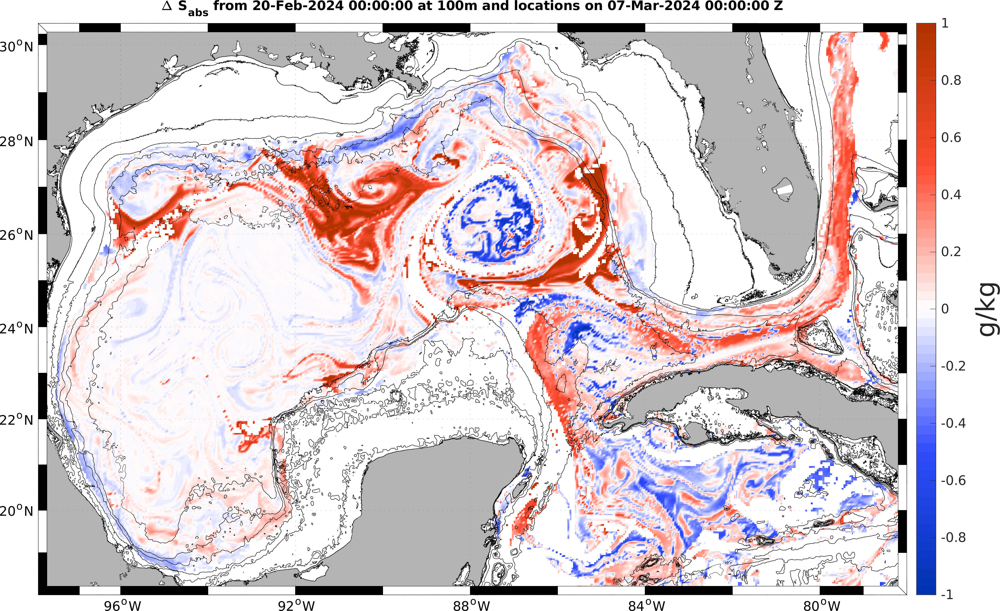 Δ S_abs from 20-Feb-2024 00:00:00 at 100m and locations on 07-Mar-2024 00:00:00 Z
30°N
28°N
26°N
24°N
22°N
20°N
96°W
92°W
88°W
84°W
80°W
1
0.8
0.6
0.4
0.2
0
-0.2
-0.4
-0.6
-0.8
-1
g/kg